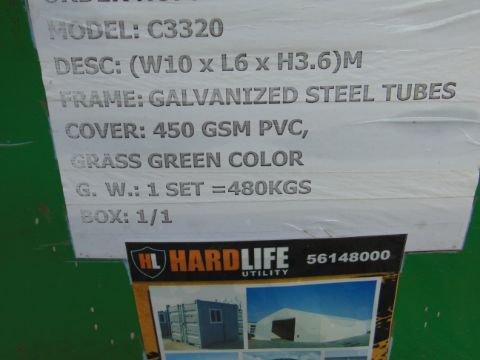 MODEL: C3320
DESC: (W10 x L6 x H3.6)M
FRAME: GALVANIZED STEEL TUBES
COVER: 450 GSM PVC,
GRASS GREEN COLOR
G. W.: 1 SET =480KGS
BOX: 1/1
HL HARDLIFE
UTILITY
56148000